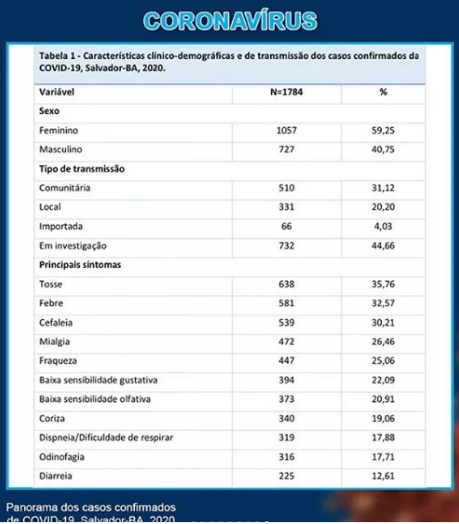 CORONAVÍRUS
Tabela 1 - Características clínico-demográficas e de transmissão dos casos confirmados da
COVID-19, Salvador-BA, 2020.
Variável N=1784 %
Sexo
Feminino 1057 59,25
Masculino 727 40,75
Tipo de transmissão
Comunitária 510 31,12
Local 331 20,20
Importada 66 4,03
Em investigação 732 44,66
Principais sintomas
Tosse 638 35,76
Febre 581 32,57
Cefaleia 539 30,21
Mialgia 472 26,46
Fraqueza 447 25,06
Baixa sensibilidade gustativa 394 22,09
Baixa sensibilidade olfativa 373 20,91
Coriza 340 19,06
Dispneia/Dificuldade de respirar 319 17,88
Odinofagia 316 17,71
Diarreia 225 12,61
Panorama dos casos confirmados
de COVID-19, Salvador-BA, 2020